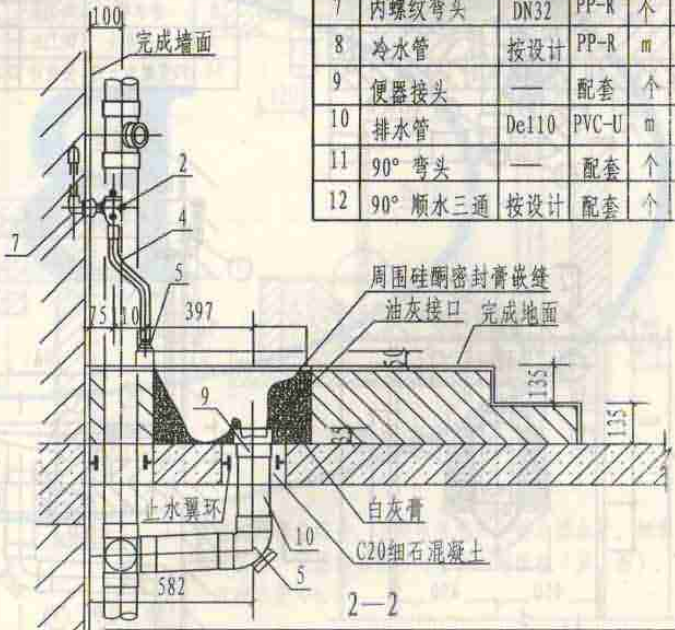 7 内螺纹弯头 DN32 PP-R 个
8 冷水管 按设计 PP-R m
9 便器接头 — 配套 个
10 排水管 De110 PVC-U m
11 90° 弯头 — 配套 个
12 90° 顺水三通 按设计 配套 个
100
完成墙面
2
4
7
5
周围硅酮密封膏嵌缝
油灰接口
完成地面
75
10
397
50
135
135
9
止水翼环
白灰膏
10
C20细石混凝土
5
582
2—2